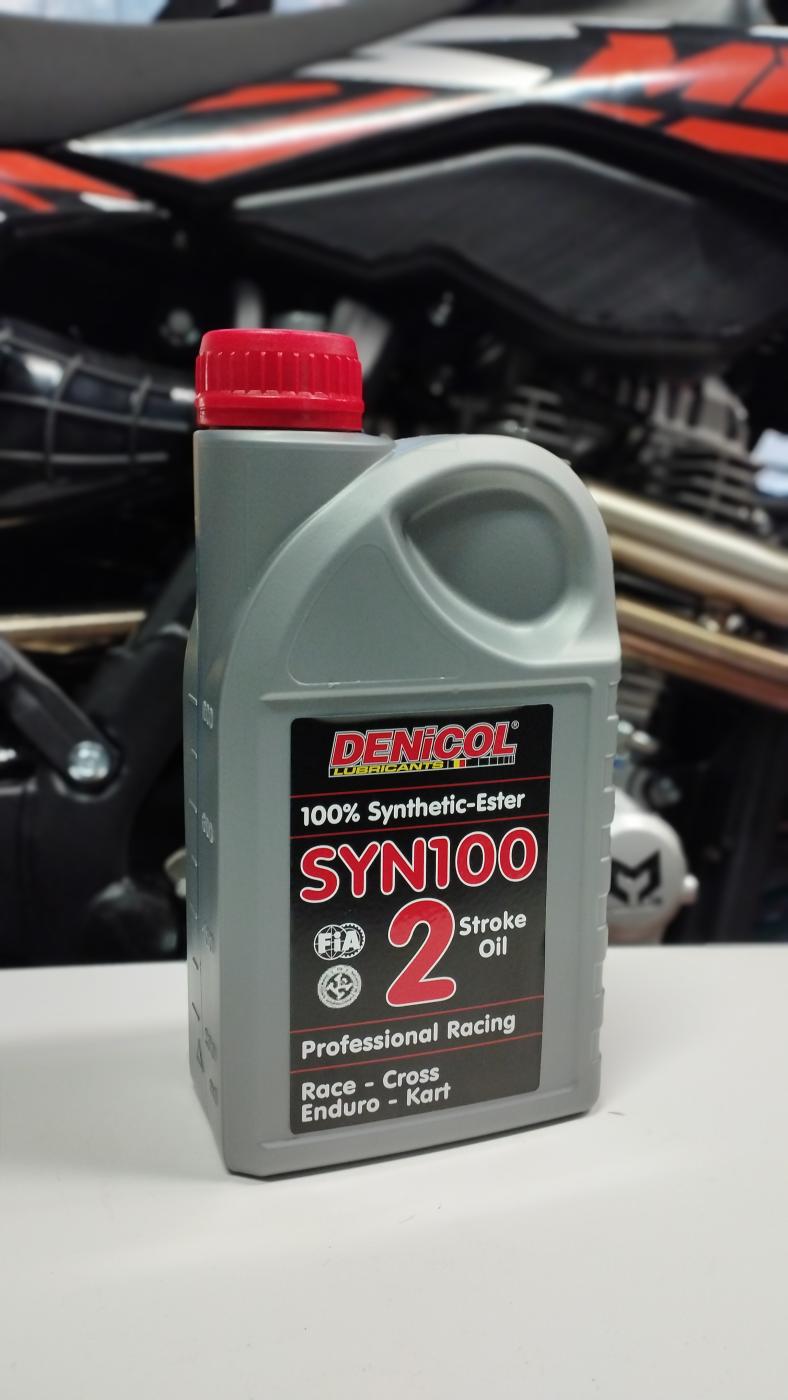 DENiCOL®
LUBRICANTS
100% Synthetic-Ester
SYN100
2 Stroke
Oil
FiA
Professional Racing
Race - Cross
Enduro - Kart